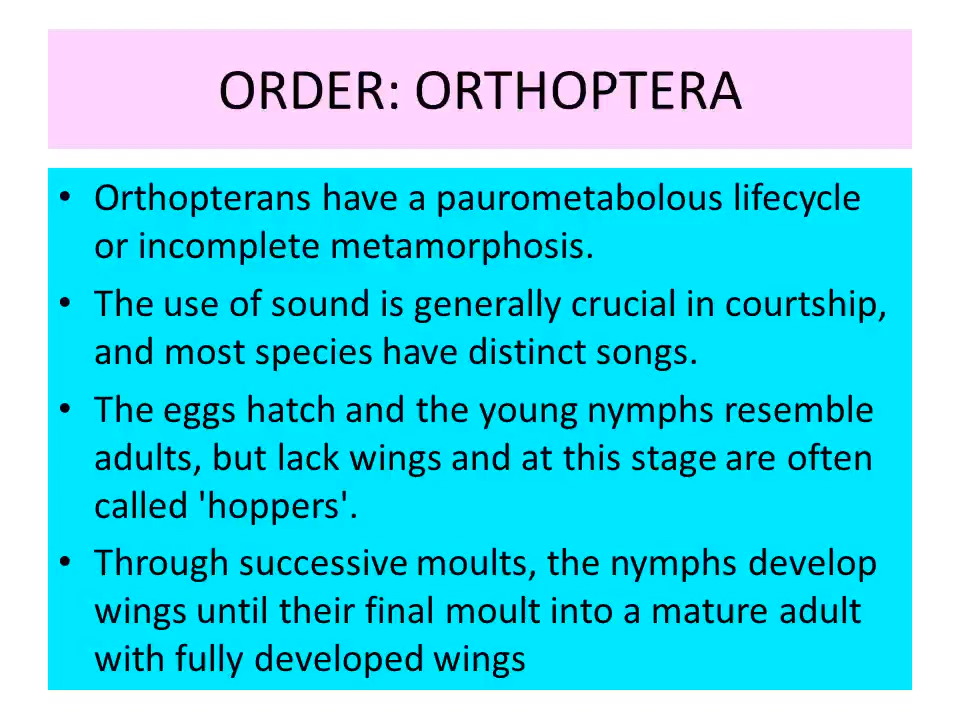 ORDER: ORTHOPTERA
• Orthopterans have a paurometabolous lifecycle
or incomplete metamorphosis.
• The use of sound is generally crucial in courtship,
and most species have distinct songs.
• The eggs hatch and the young nymphs resemble
adults, but lack wings and at this stage are often
called 'hoppers'.
• Through successive moults, the nymphs develop
wings until their final moult into a mature adult
with fully developed wings